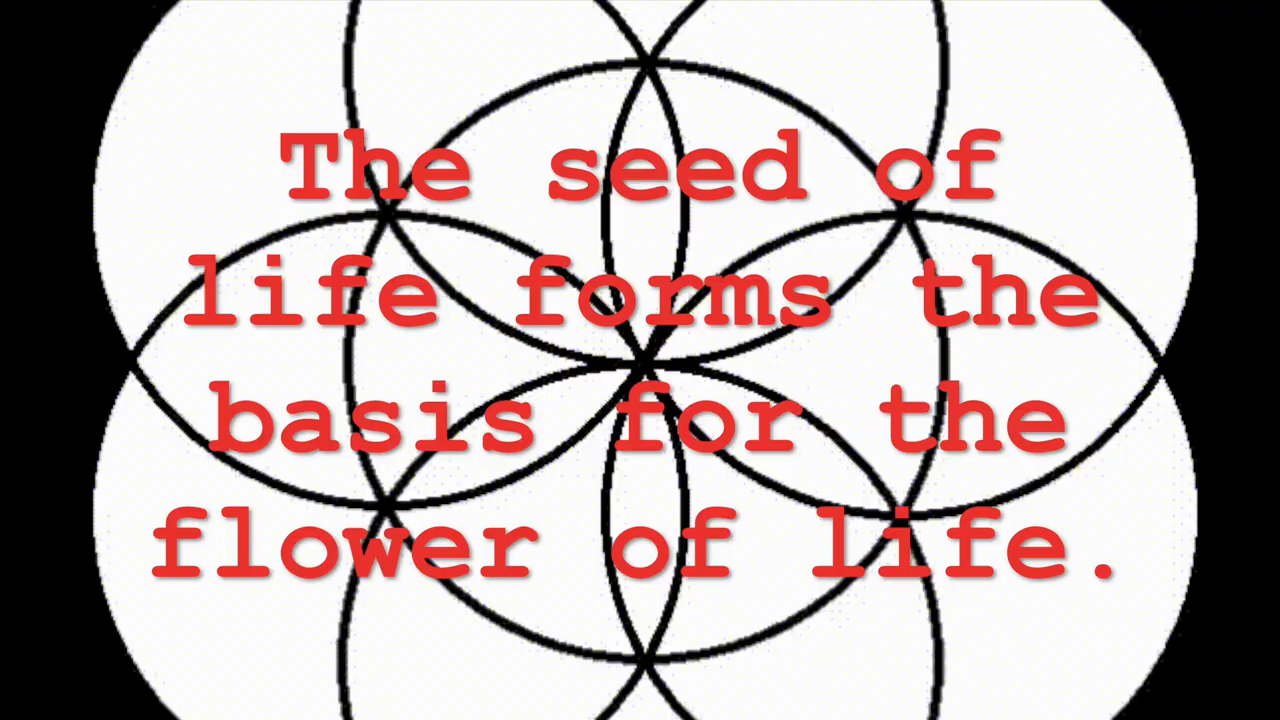 The seed of
life forms the
basis for the
flower of life.